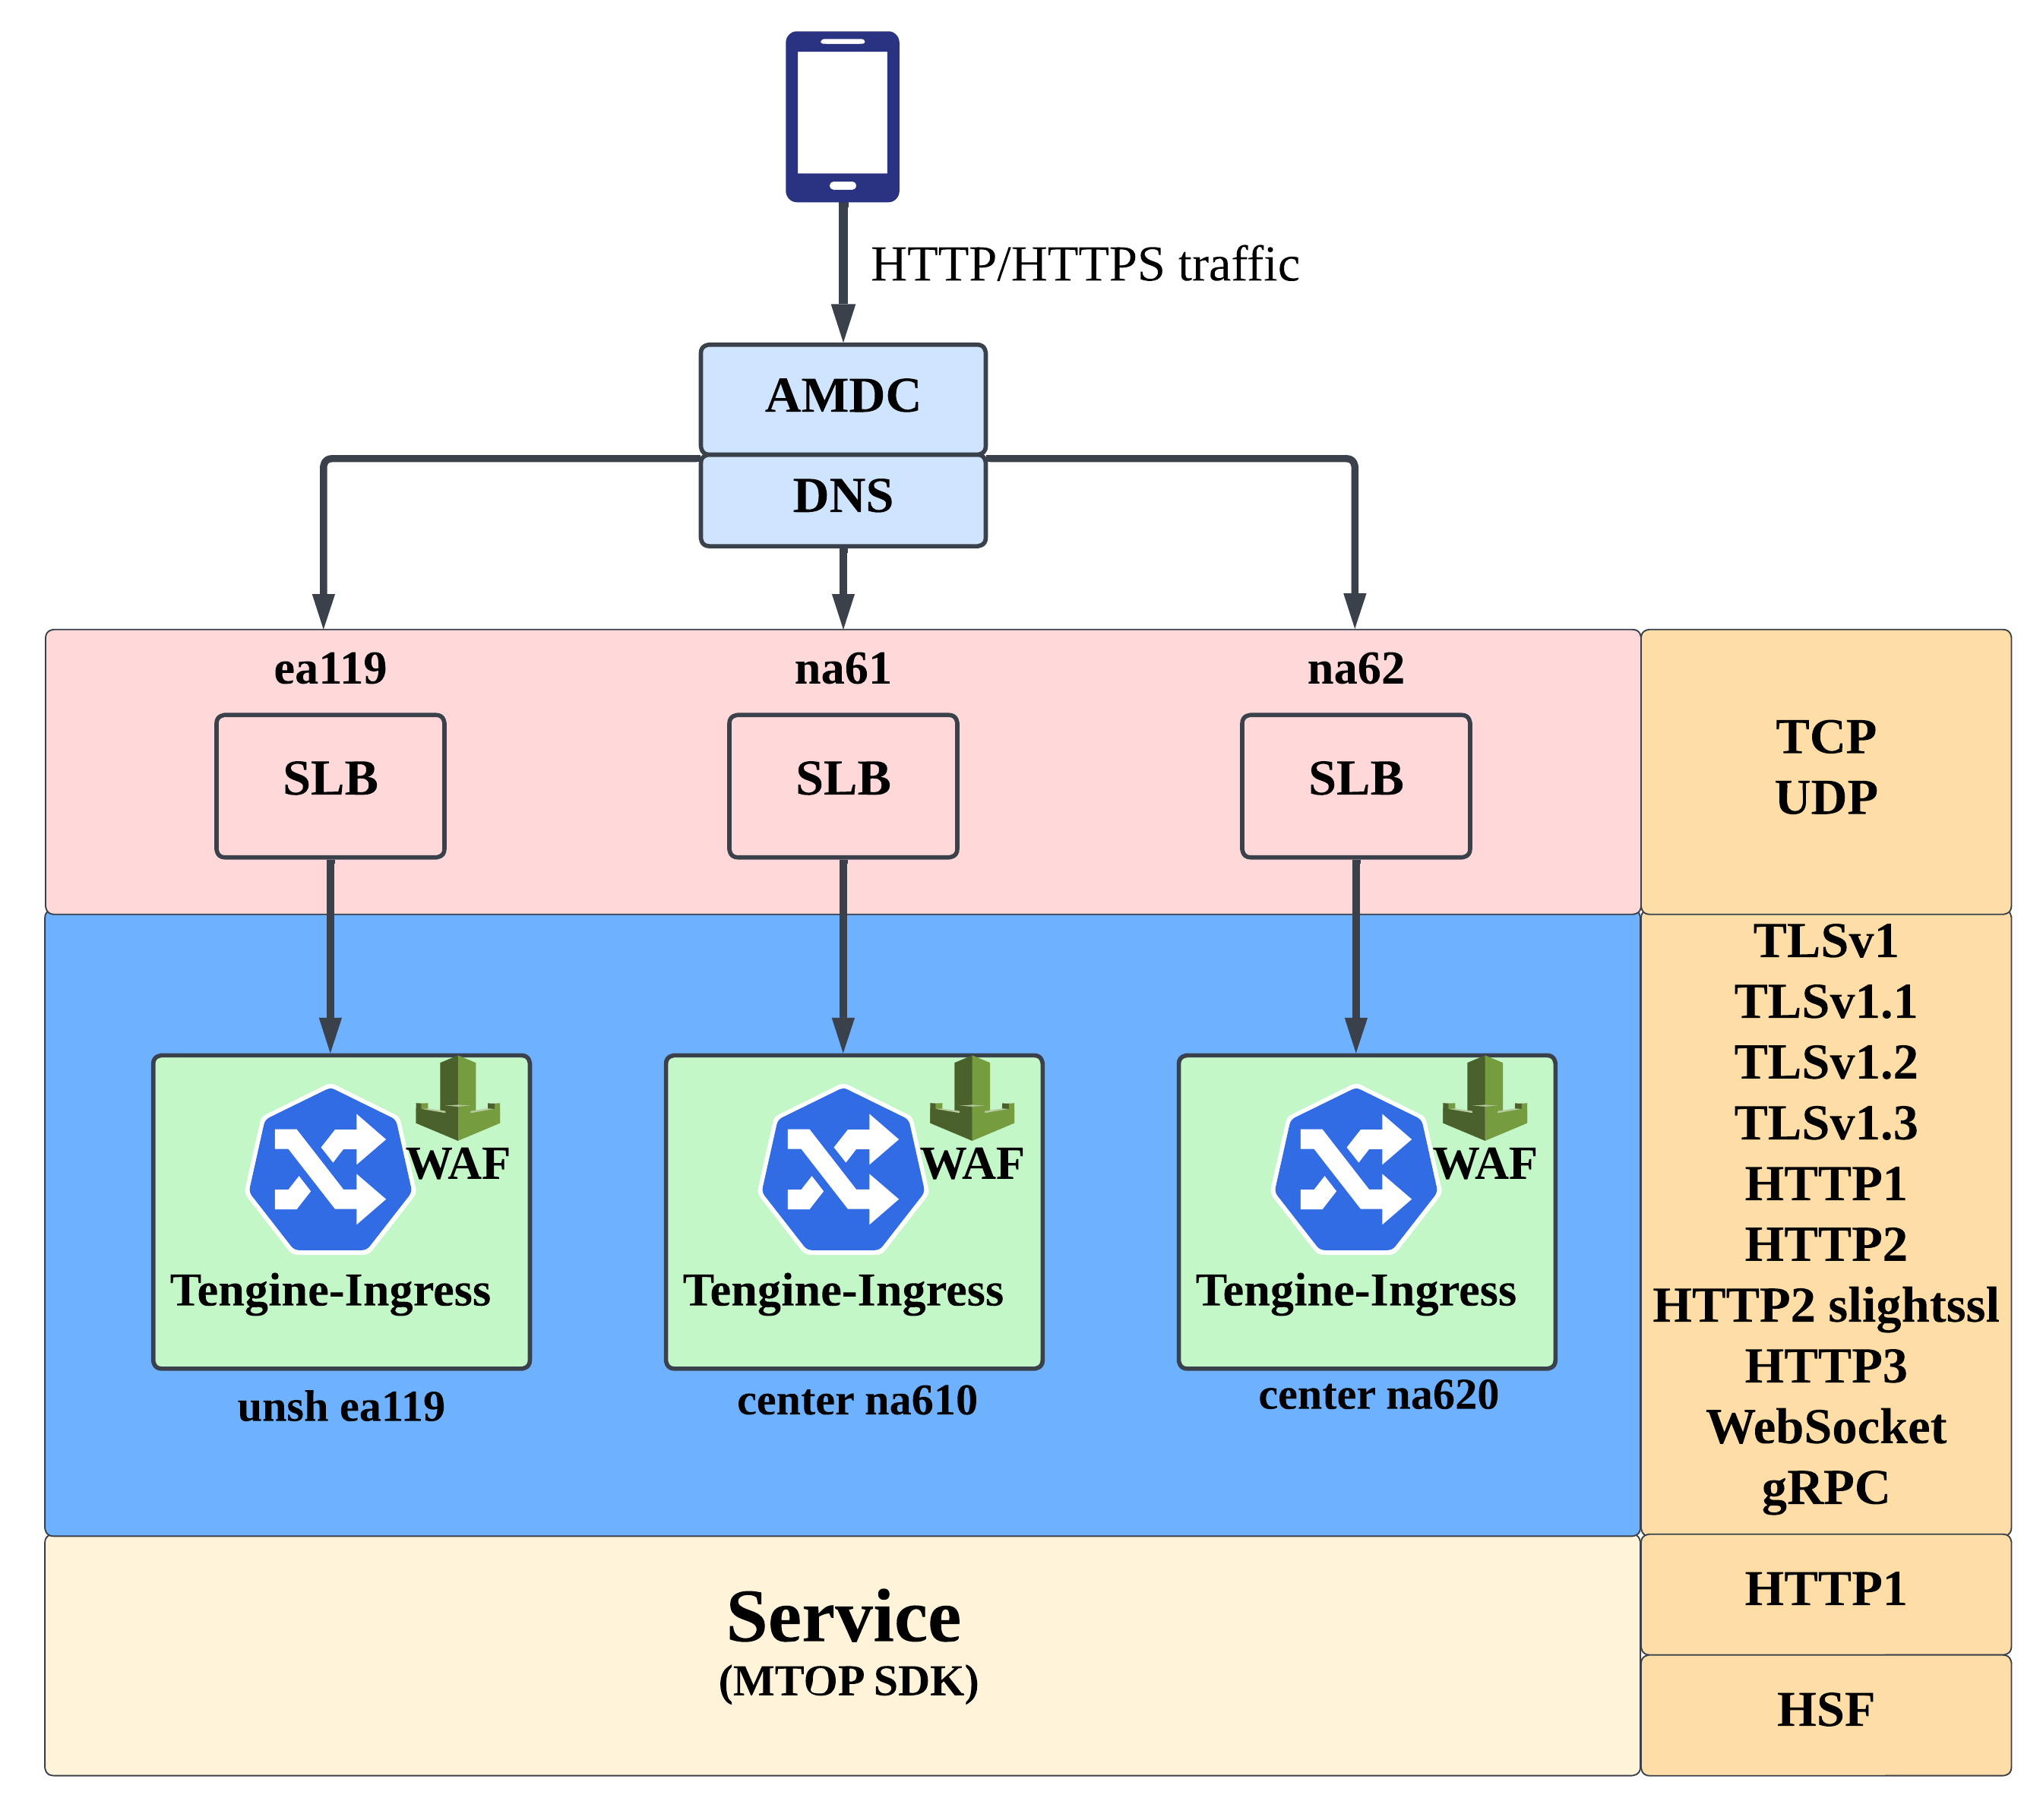 HTTP/HTTPS traffic
AMDC
DNS
ea119
na61
na62
SLB
SLB
SLB
TCP
UDP
WAF
WAF
WAF
Tengine-Ingress
Tengine-Ingress
Tengine-Ingress
unsh ea119
center na610
center na620
TLSv1
TLSv1.1
TLSv1.2
TLSv1.3
HTTP1
HTTP2
HTTP2 slightssl
HTTP3
WebSocket
gRPC
Service
(MTOP SDK)
HTTP1
HSF